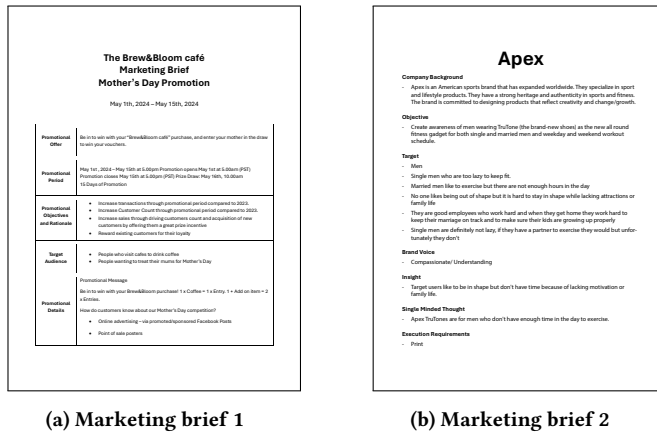 The Brew&Bloom café
Marketing Brief
Mother's Day Promotion
May 1th, 2024 – May 15th, 2024
Promotional
Offer
Be in to win with your "Brew&Bloom café" purchase, and enter your mother in the draw
to win your vouchers.
Promotional
Period
May 1st , 2024 – May 15th at 5.00pm Promotion opens May 1st at 5.00am (PST)
Promotion closes May 15th at 5.00pm (PST) Prize Draw: May 16th, 10.00am
15 Days of Promotion
Promotional
Objectives
and Rationale
• Increase transactions through promotional period compared to 2023.
• Increase Customer Count through promotional period compared to 2023.
• Increase sales through driving customers count and acquisition of new
customers by offering them a great prize incentive
• Reward existing customers for their loyalty
Target
Audience
• People who visit cafes to drink coffee
• People wanting to treat their mums for Mother's Day
Promotional
Details
Promotional Message
Be in to win with your Brew&Bloom purchase! 1 x Coffee = 1 x Entry. 1 + Add on item = 2
x Entries.
How do customers know about our Mother's Day competition?
• Online advertising – via promoted/sponsored Facebook Posts
• Point of sale posters
(a) Marketing brief 1
Apex
Company Background
- Apex is an American sports brand that has expanded worldwide. They specialize in sport
and lifestyle products. They have a strong heritage and authenticity in sports and fitness.
The brand is committed to designing products that reflect creativity and change/growth.
Objective
- Create awareness of men wearing TruTone (the brand-new shoes) as the new all round
fitness gadget for both single and married men and weekday and weekend workout
schedule.
Target
- Men
- Single men who are too lazy to keep fit.
- Married men like to exercise but there are not enough hours in the day
- No one likes being out of shape but it is hard to stay in shape while lacking attractions or
family life
- They are good employees who work hard and when they get home they work hard to
keep their marriage on track and to make sure their kids are growing up properly
- Single men are definitely not lazy, if they have a partner to exercise they would but unfor-
tunately they don't
Brand Voice
- Compassionate/ Understanding
Insight
- Target users like to be in shape but don't have time because of lacking motivation or
family life.
Single Minded Thought
- Apex TruTones are for men who don't have enough time in the day to exercise.
Execution Requirements
- Print
(b) Marketing brief 2